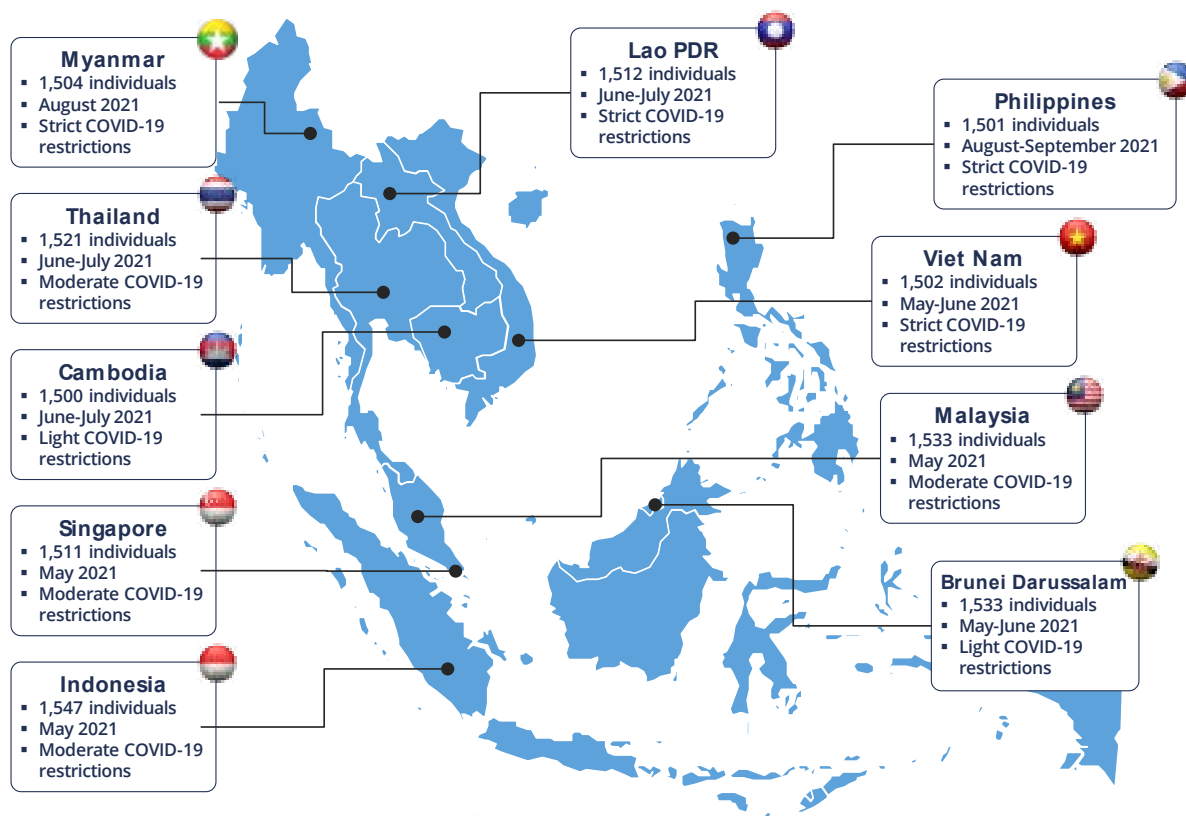 Myanmar
▪ 1,504 individuals
▪ August 2021
▪ Strict COVID-19
restrictions
Thailand
▪ 1,521 individuals
▪ June-July 2021
▪ Moderate COVID-19
restrictions
Cambodia
▪ 1,500 individuals
▪ June-July 2021
▪ Light COVID-19
restrictions
Singapore
▪ 1,511 individuals
▪ May 2021
▪ Moderate COVID-19
restrictions
Indonesia
▪ 1,547 individuals
▪ May 2021
▪ Moderate COVID-19
restrictions
Lao PDR
▪ 1,512 individuals
▪ June-July 2021
▪ Strict COVID-19
restrictions
Philippines
▪ 1,501 individuals
▪ August-September 2021
▪ Strict COVID-19
restrictions
Viet Nam
▪ 1,502 individuals
▪ May-June 2021
▪ Strict COVID-19
restrictions
Malaysia
▪ 1,533 individuals
▪ May 2021
▪ Moderate COVID-19
restrictions
Brunei Darussalam
▪ 1,533 individuals
▪ May-June 2021
▪ Light COVID-19
restrictions